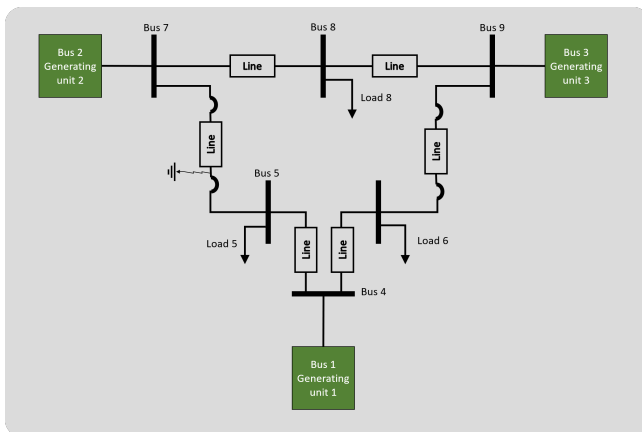 Bus 7
Bus 8
Bus 9
Bus 2
Generating
unit 2
Line
Line
Bus 3
Generating
unit 3
Load 8
Line
Line
Bus 5
Load 5
Line
Line
Load 6
Bus 4
Bus 1
Generating
unit 1